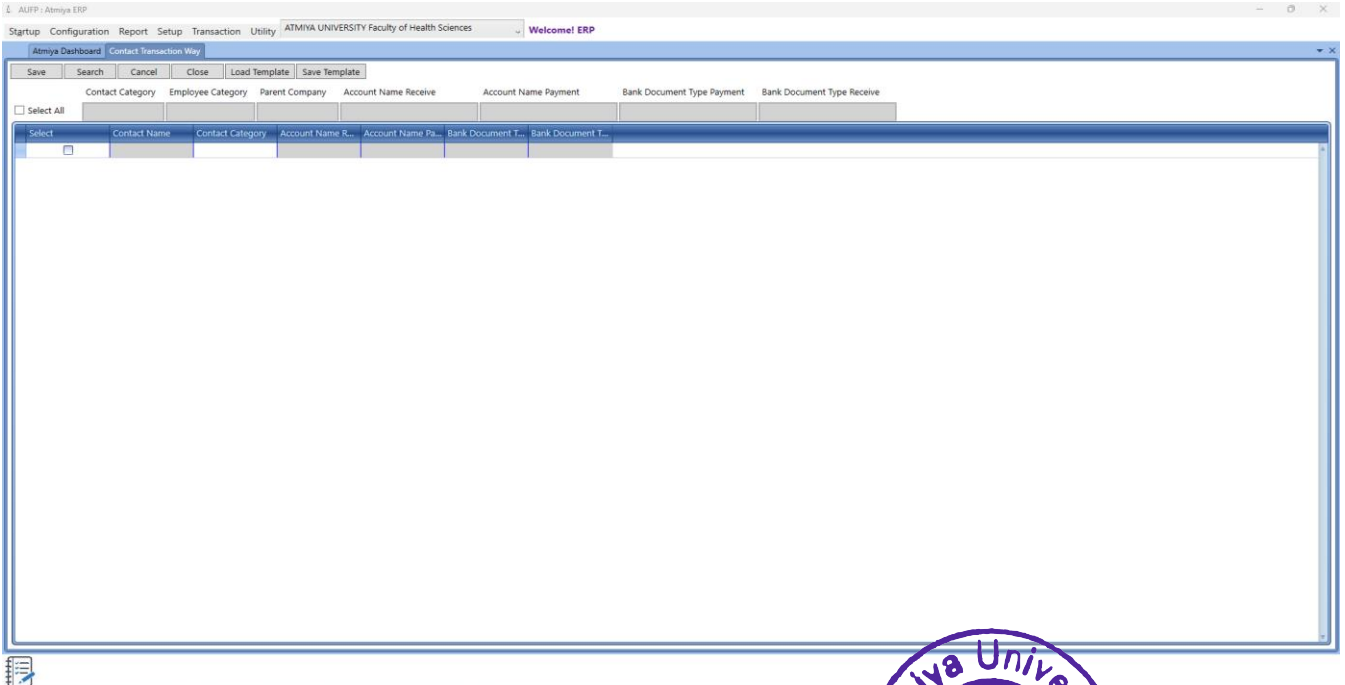 AUFP : Atmiya ERP
Startup Configuration Report Setup Transaction Utility ATMIYA UNIVERSITY Faculty of Health Sciences Welcome! ERP
Atmiya Dashboard Contact Transaction Way
Save Search Cancel Close Load Template Save Template
Contact Category Employee Category Parent Company Account Name Receive Account Name Payment Bank Document Type Payment Bank Document Type Receive
Select All
Select Contact Name Contact Category Account Name R... Account Name Pa... Bank Document T... Bank Document T...